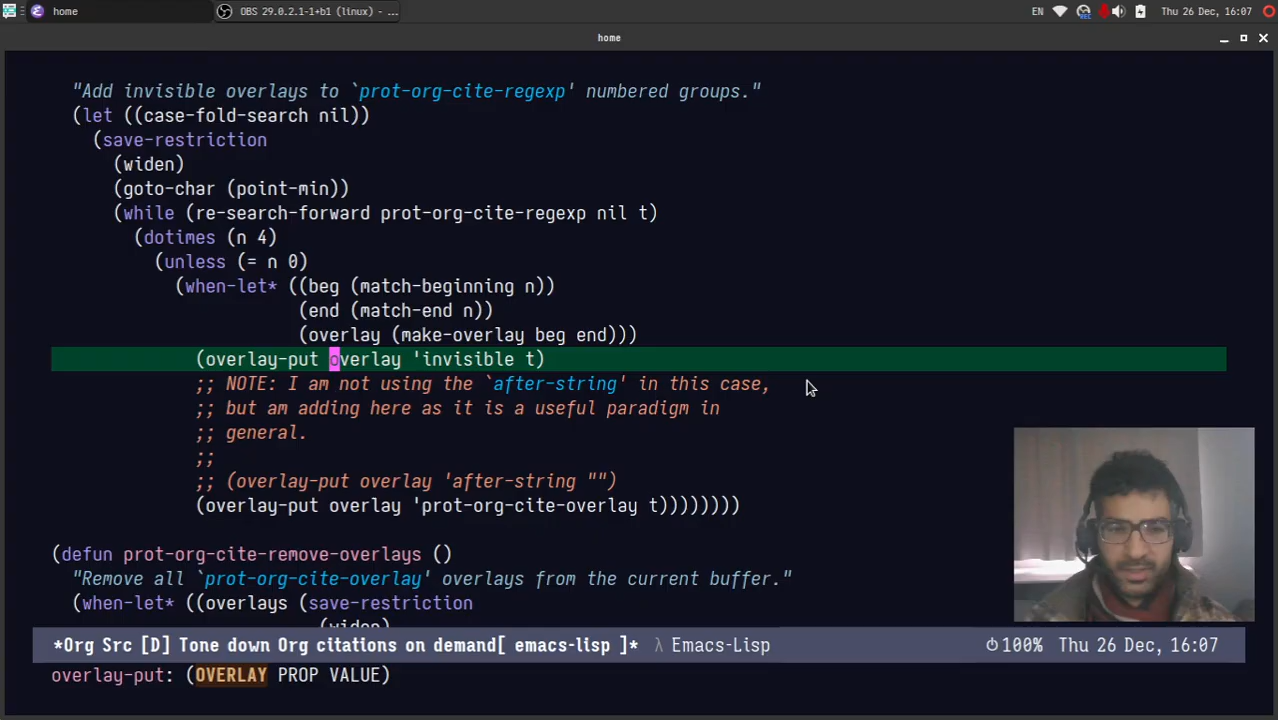 home
OBS 29.0.2.1-1+b1 (linux) - ...
EN
REC
Thu 26 Dec, 16:07
home
"Add invisible overlays to `prot-org-cite-regexp' numbered groups."
(let ((case-fold-search nil))
(save-restriction
(widen)
(goto-char (point-min))
(while (re-search-forward prot-org-cite-regexp nil t)
(dotimes (n 4)
(unless (= n 0)
(when-let* ((beg (match-beginning n))
(end (match-end n))
(overlay (make-overlay beg end)))
(overlay-put overlay 'invisible t)
;; NOTE: I am not using the `after-string' in this case,
;; but am adding here as it is a useful paradigm in
;; general.
;;
;; (overlay-put overlay 'after-string "")
(overlay-put overlay 'prot-org-cite-overlay t))))))))
(defun prot-org-cite-remove-overlays ()
"Remove all `prot-org-cite-overlay' overlays from the current buffer."
(when-let* ((overlays (save-restriction
(widen)
*Org Src [D] Tone down Org citations on demand[ emacs-lisp ]* λ Emacs-Lisp
100% Thu 26 Dec, 16:07
overlay-put: (OVERLAY PROP VALUE)